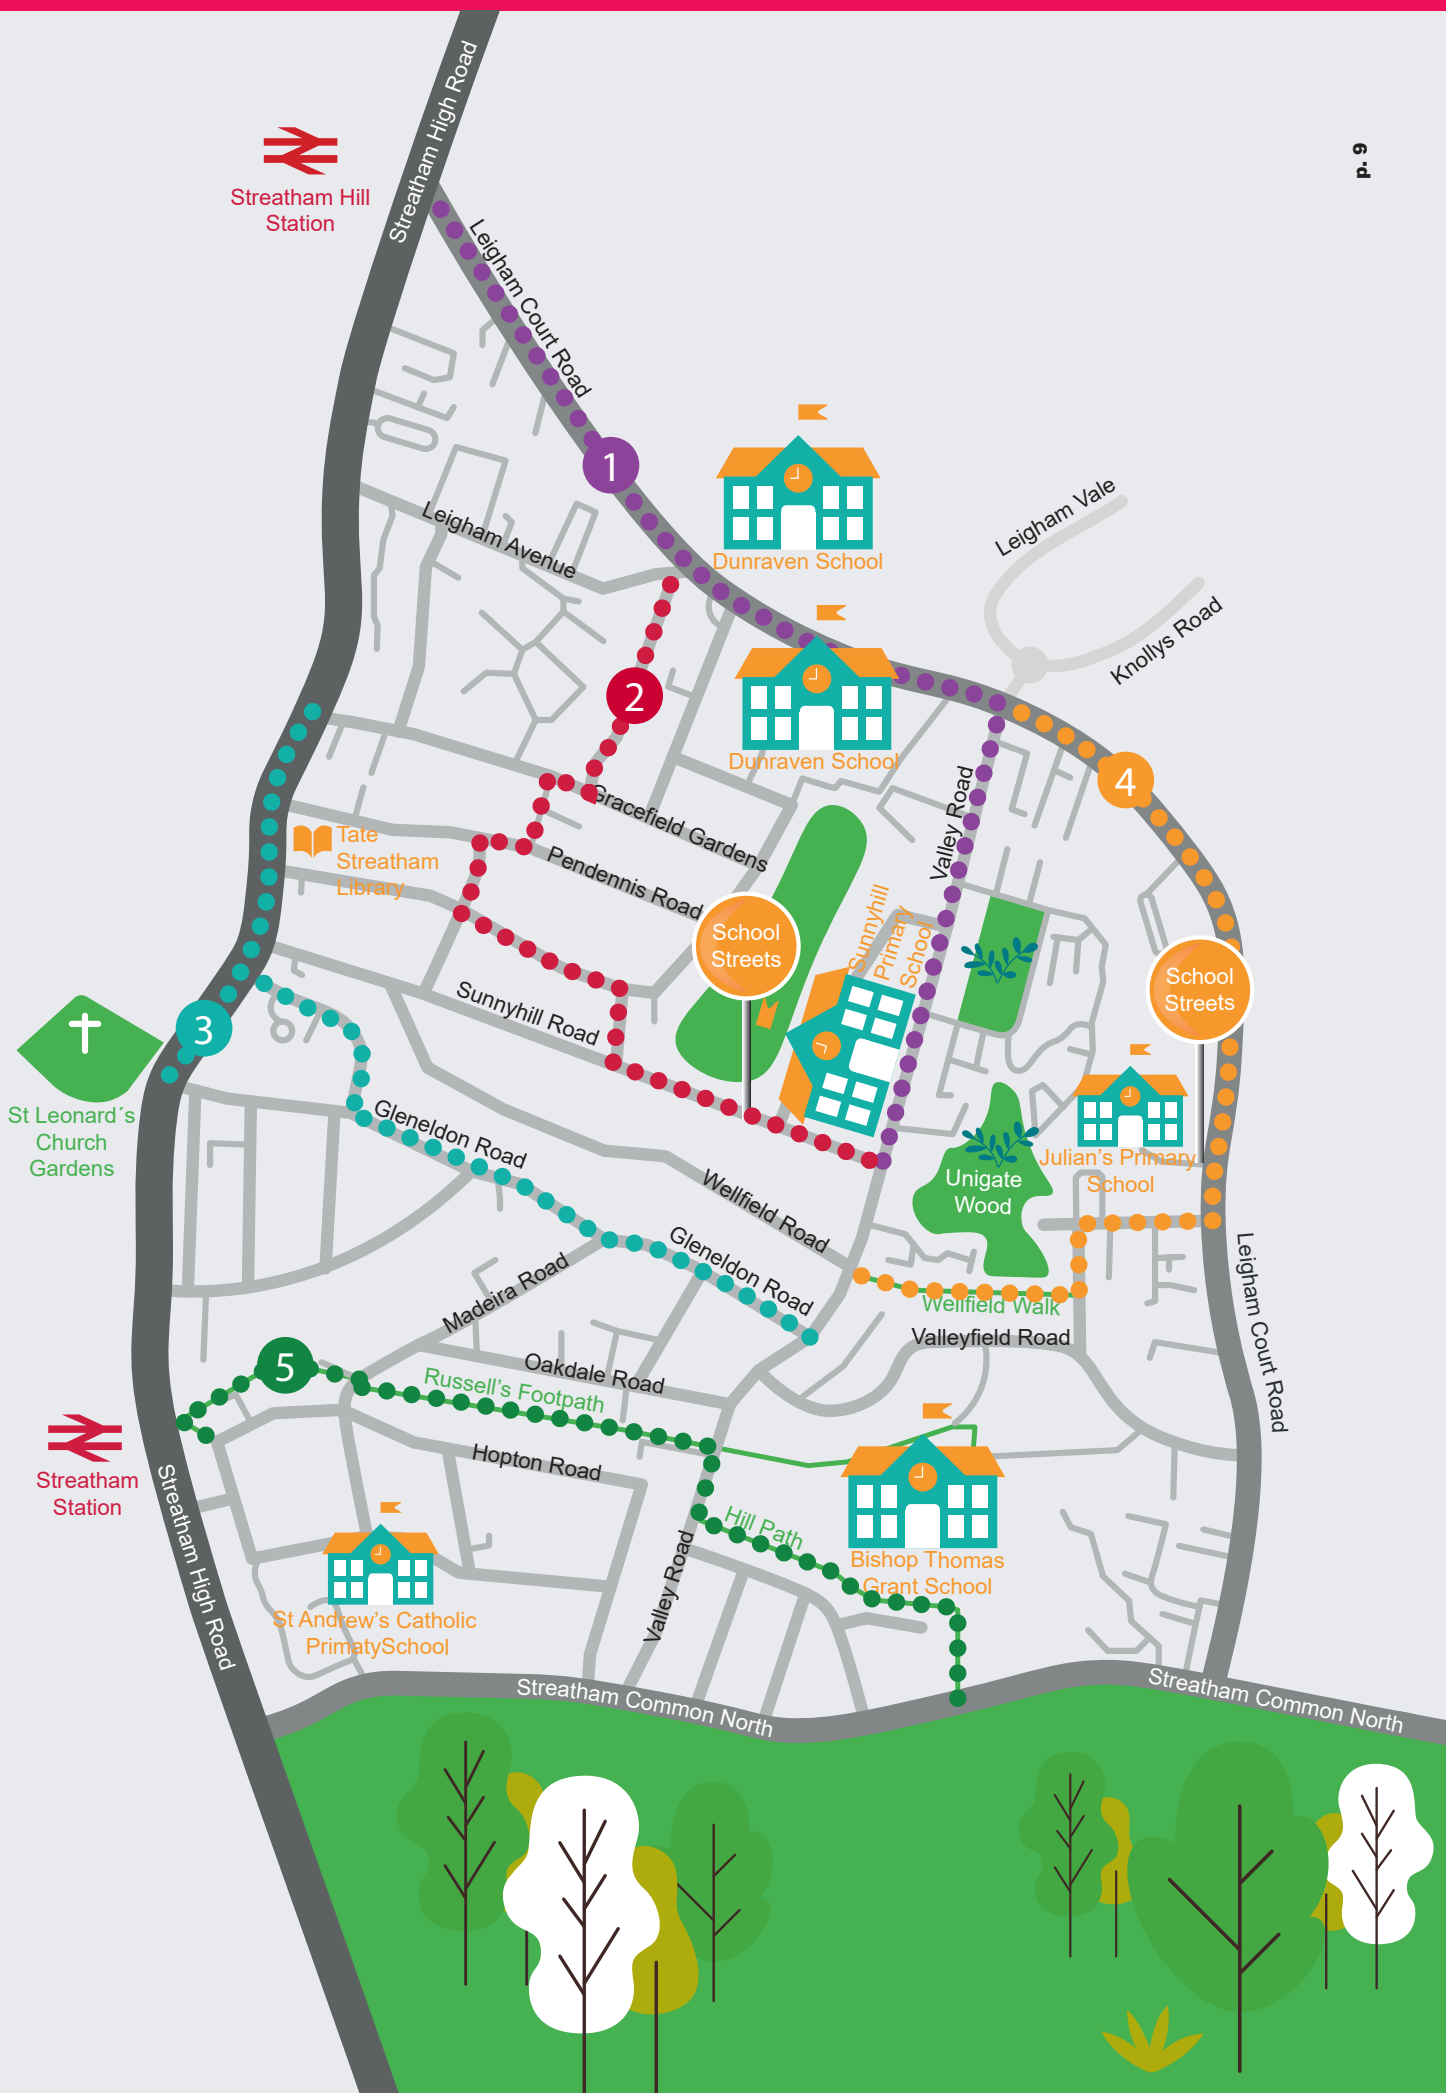 Streatham High Road
p. 9
Streatham Hill
Station
Leigham Court Road
1
Dunraven School
Leigham Vale
Leigham Avenue
Knollys Road
Dunraven School
2
4
Valley Road
Gracefield Gardens
Tate
Streatham
Library
Pendennis Road
School
Streets
Sunnyhill
Primary
School
School
Streets
Sunnyhill Road
3
St Leonard´s
Church
Gardens
Gleneldon Road
Julian's Primary
School
Unigate
Wood
Wellfield Road
Gleneldon Road
Madeira Road
Leigham Court Road
Wellfield Walk
Valleyfield Road
5
Oakdale Road
Russell's Footpath
Hopton Road
Streatham
Station
Streatham High Road
Hill Path
Valley Road
Bishop Thomas
Grant School
St Andrew's Catholic
PrimatySchool
Streatham Common North
Streatham Common North